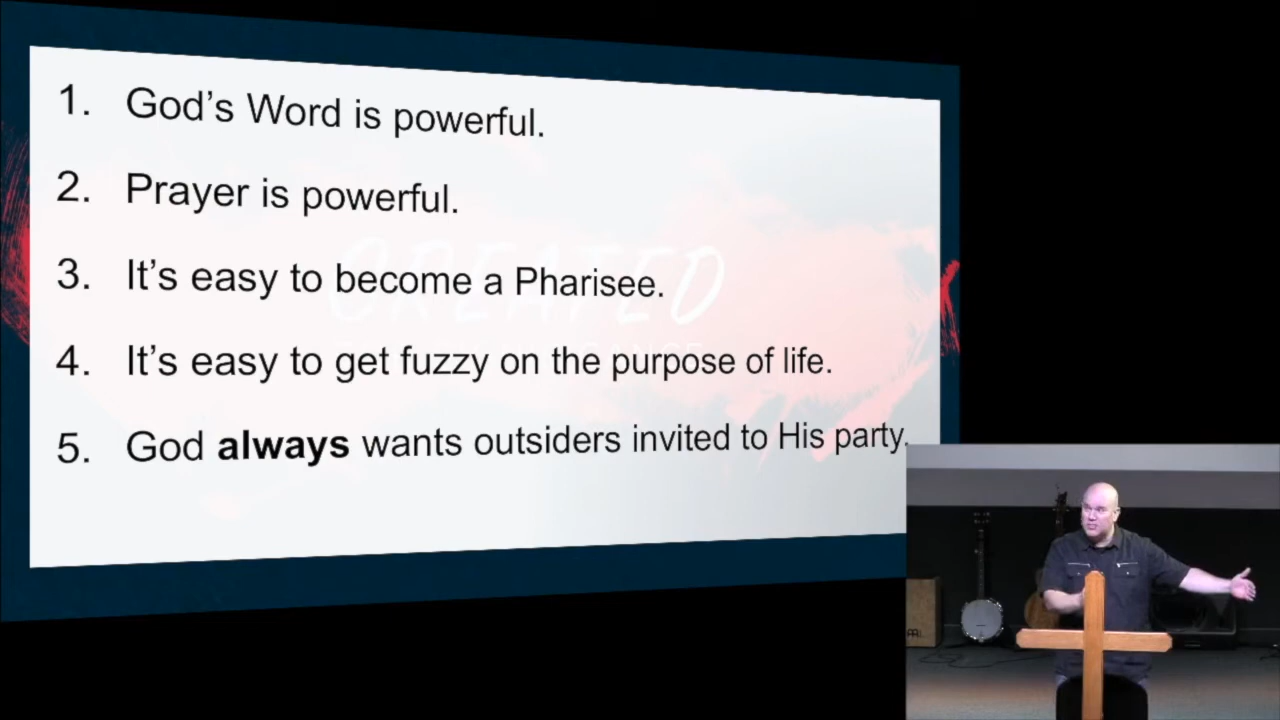 1. God’s Word is powerful.
2. Prayer is powerful.
3. It’s easy to become a Pharisee.
4. It’s easy to get fuzzy on the purpose of life.
5. God always wants outsiders invited to His party.
CREATED